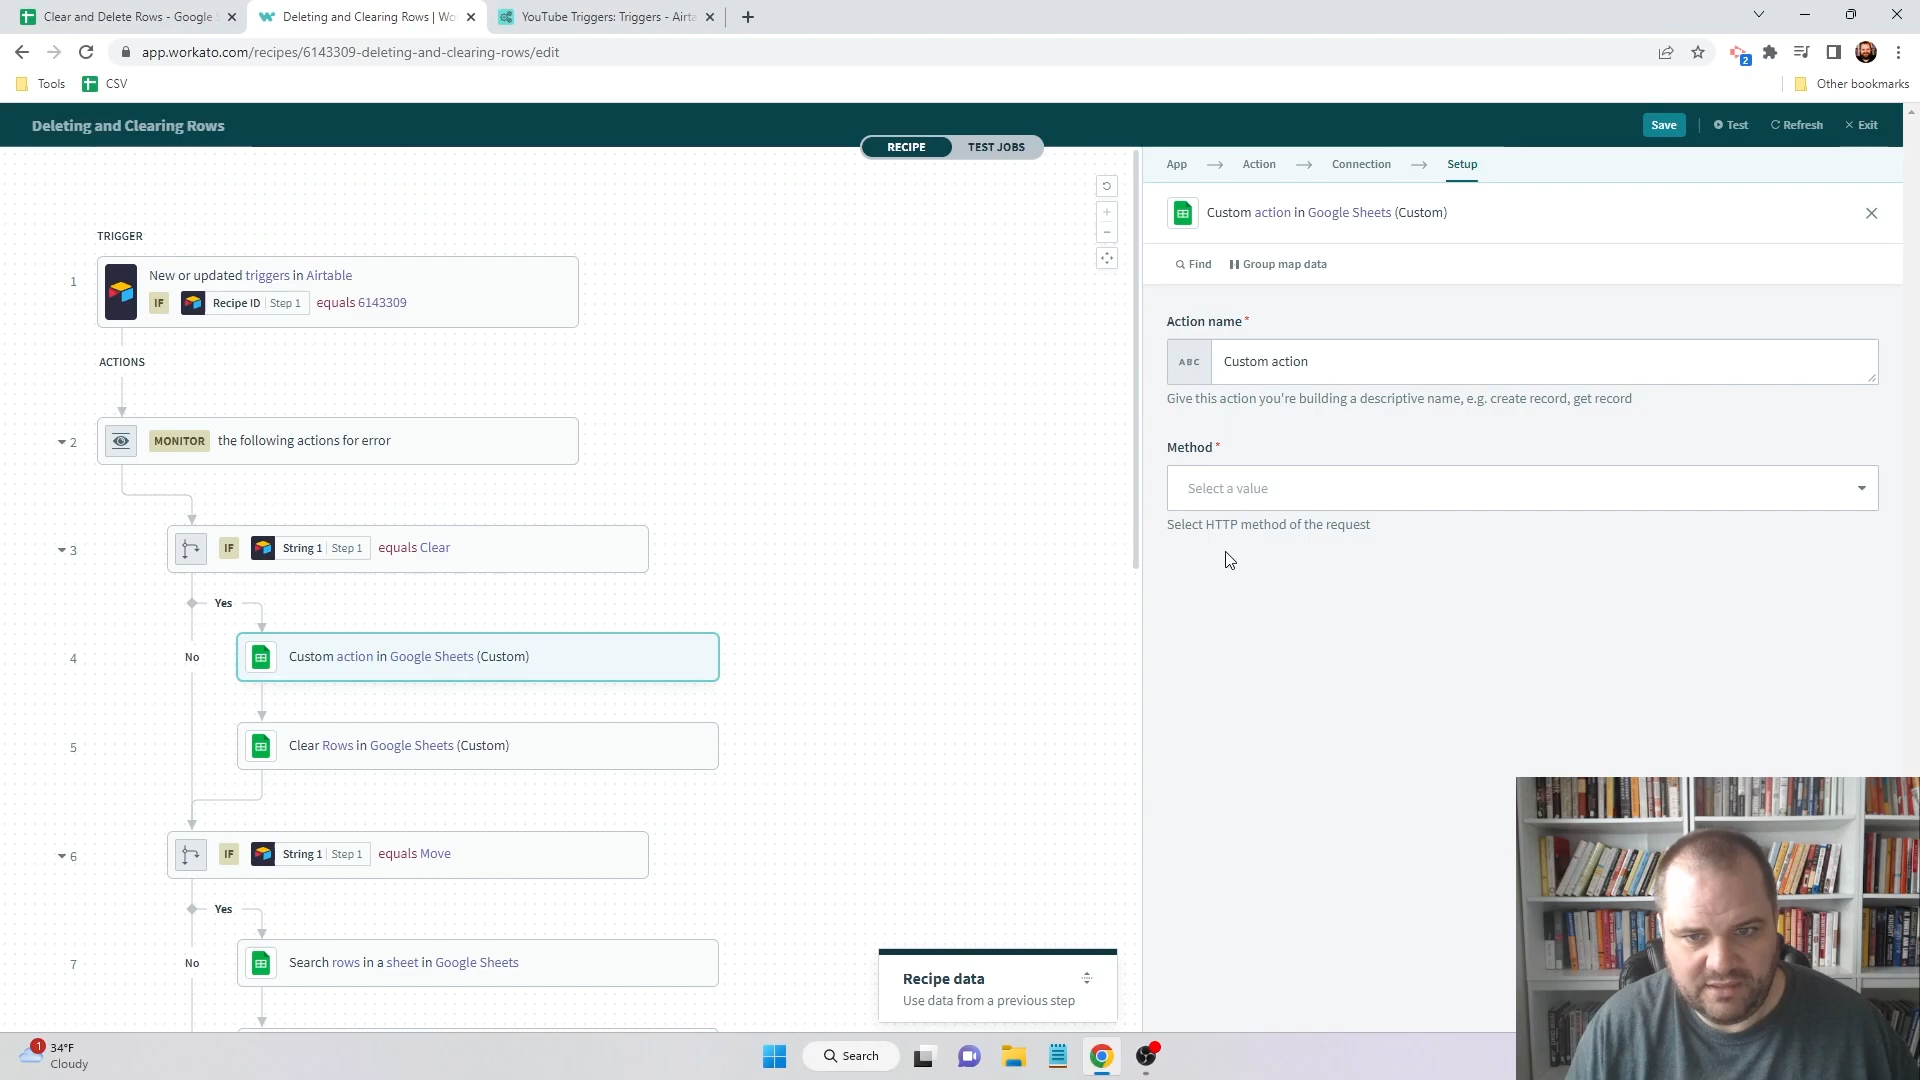 Clear and Delete Rows - Google S
Deleting and Clearing Rows | Wo
YouTube Triggers: Triggers - Airta
app.workato.com/recipes/6143309-deleting-and-clearing-rows/edit
2
Tools
CSV
Other bookmarks
Deleting and Clearing Rows
Save
Test
Refresh
Exit
RECIPE
TEST JOBS
App
Action
Connection
Setup
Custom action in Google Sheets (Custom)
Find
Group map data
Action name*
ABC
Custom action
Give this action you're building a descriptive name, e.g. create record, get record
Method*
Select a value
Select HTTP method of the request
TRIGGER
1
New or updated triggers in Airtable
IF
Recipe ID
Step 1
equals 6143309
ACTIONS
2
MONITOR
the following actions for error
3
IF
String 1
Step 1
equals Clear
Yes
No
4
Custom action in Google Sheets (Custom)
5
Clear Rows in Google Sheets (Custom)
6
IF
String 1
Step 1
equals Move
Yes
No
7
Search rows in a sheet in Google Sheets
Recipe data
Use data from a previous step
1
34°F
Cloudy
Search